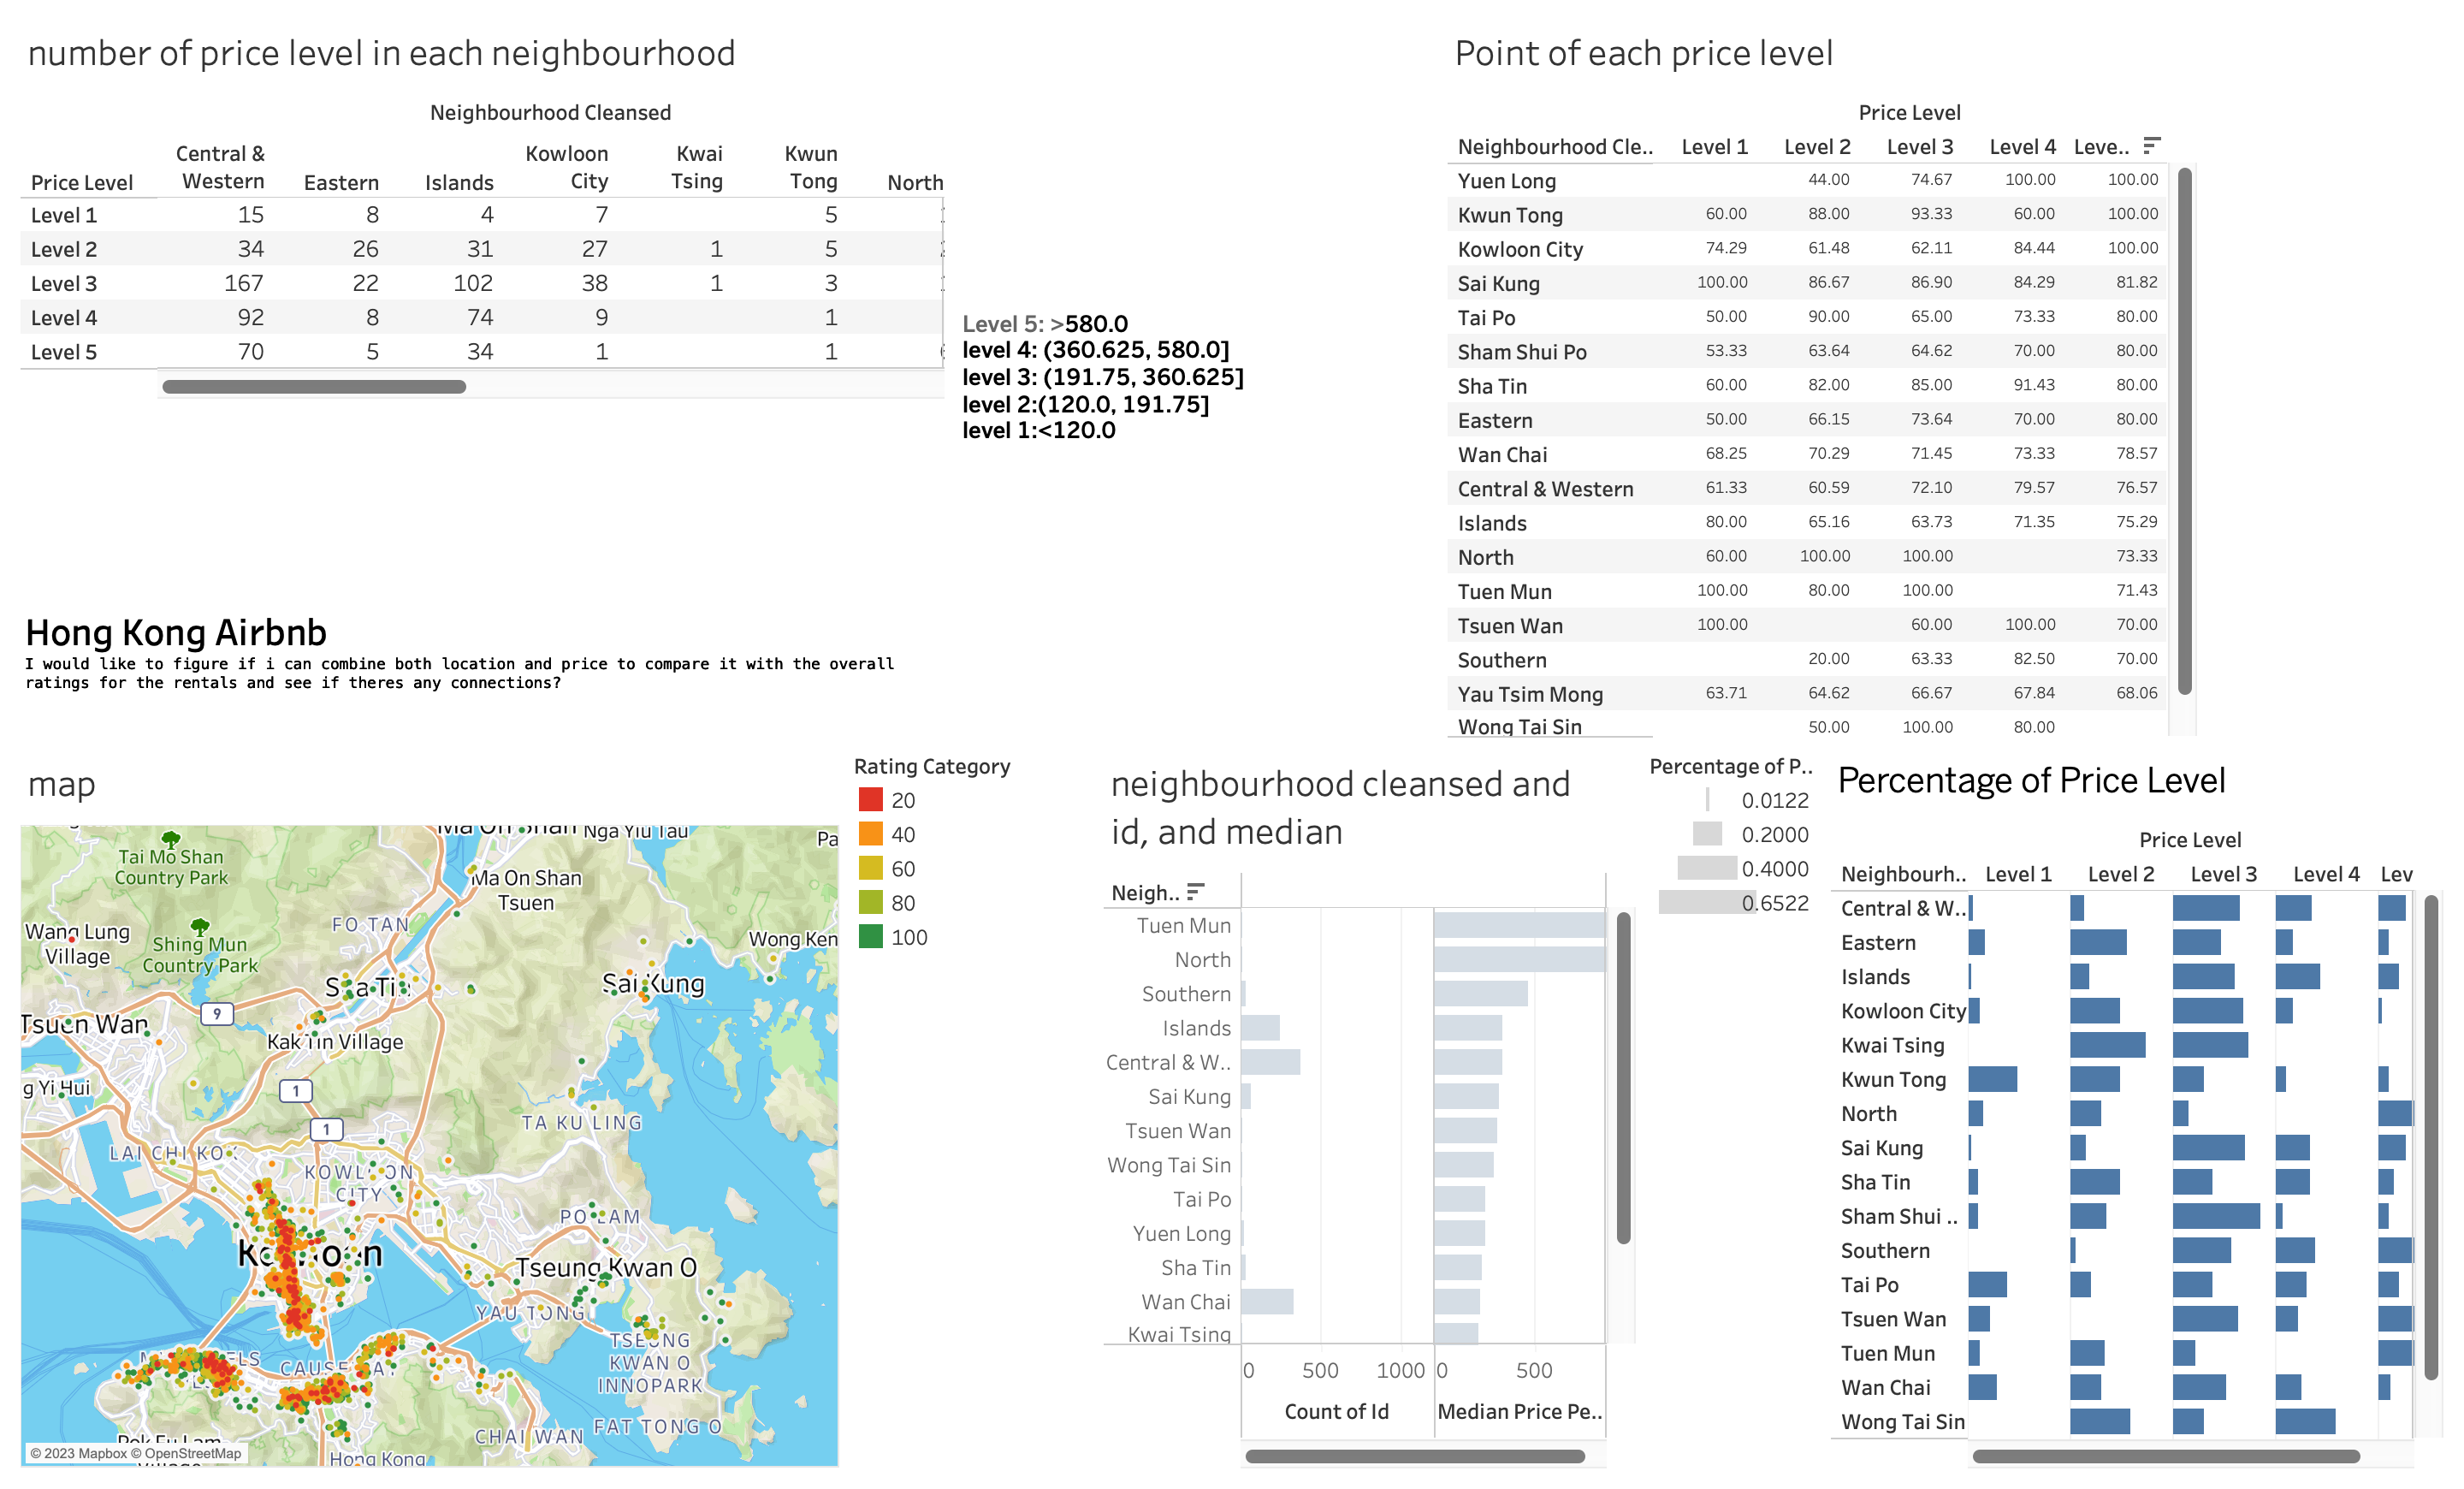 number of price level in each neighbourhood
Neighbourhood Cleansed
Price Level Central & Western Eastern Islands Kowloon City Kwai Tsing Kwun Tong North
Level 1 15 8 4 7 5
Level 2 34 26 31 27 1 5
Level 3 167 22 102 38 1 3
Level 4 92 8 74 9 1
Level 5 70 5 34 1 1
Level 5: >580.0
level 4: (360.625, 580.0]
level 3: (191.75, 360.625]
level 2:(120.0, 191.75]
level 1:<120.0
Point of each price level
Price Level
Neighbourhood Cle.. Level 1 Level 2 Level 3 Level 4 Leve..
Yuen Long 44.00 74.67 100.00 100.00
Kwun Tong 60.00 88.00 93.33 60.00 100.00
Kowloon City 74.29 61.48 62.11 84.44 100.00
Sai Kung 100.00 86.67 86.90 84.29 81.82
Tai Po 50.00 90.00 65.00 73.33 80.00
Sham Shui Po 53.33 63.64 64.62 70.00 80.00
Sha Tin 60.00 82.00 85.00 91.43 80.00
Eastern 50.00 66.15 73.64 70.00 80.00
Wan Chai 68.25 70.29 71.45 73.33 78.57
Central & Western 61.33 60.59 72.10 79.57 76.57
Islands 80.00 65.16 63.73 71.35 75.29
North 60.00 100.00 100.00 73.33
Tuen Mun 100.00 80.00 100.00 71.43
Tsuen Wan 100.00 60.00 100.00 70.00
Southern 20.00 63.33 82.50 70.00
Yau Tsim Mong 63.71 64.62 66.67 67.84 68.06
Wong Tai Sin 50.00 100.00 80.00
Hong Kong Airbnb
I would like to figure if i can combine both location and price to compare it with the overall
ratings for the rentals and see if theres any connections?
map
Ma On Shan Nga Yiu Tau
Pa
Tai Mo Shan
Country Park
Ma On Shan
Tsuen
FO TAN
Wang Lung
Village
Shing Mun
Country Park
Wong Ken
Sha Tin
Sai Kung
9
Tsuen Wan
Kak Tin Village
g Yi Hui
1
1
TA KU LING
LAI CHI KOK
KOWLOON
CITY
PO LAM
Kowloon
Tseung Kwan O
YAU TONG
TSEUNG
KWAN O
INNOPARK
FAT TONG O
CHAI WAN
Hong Kong
© 2023 Mapbox © OpenStreetMap
Rating Category
20
40
60
80
100
neighbourhood cleansed and
id, and median
Neigh..
Tuen Mun
North
Southern
Islands
Central & W..
Sai Kung
Tsuen Wan
Wong Tai Sin
Tai Po
Yuen Long
Sha Tin
Wan Chai
Kwai Tsing
0 500 1000 0 500
Count of Id Median Price Pe..
Percentage of P..
0.0122
0.2000
0.4000
0.6522
Percentage of Price Level
Price Level
Neighbourh.. Level 1 Level 2 Level 3 Level 4 Lev
Central & W..
Eastern
Islands
Kowloon City
Kwai Tsing
Kwun Tong
North
Sai Kung
Sha Tin
Sham Shui ..
Southern
Tai Po
Tsuen Wan
Tuen Mun
Wan Chai
Wong Tai Sin